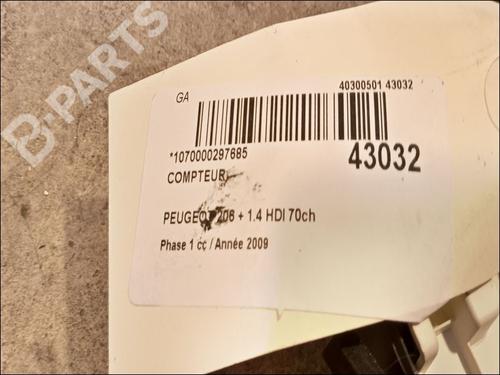 B-PARTS
GA
40300501 43032
*1070000297685
43032
COMPTEUR
PEUGEOT 206 + 1.4 HDI 70ch
Phase 1 cc / Année 2009